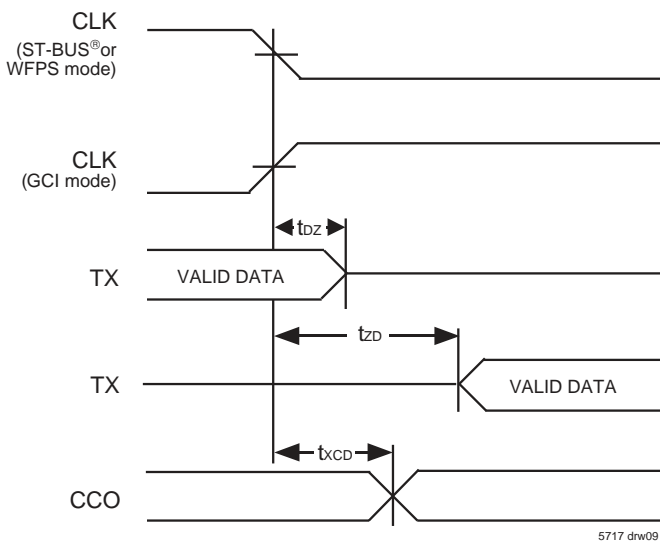 CLK
(ST-BUS®or
WFPS mode)
CLK
(GCI mode)
tDZ
TX
VALID DATA
tZD
TX
VALID DATA
tXCD
CCO
5717 drw09